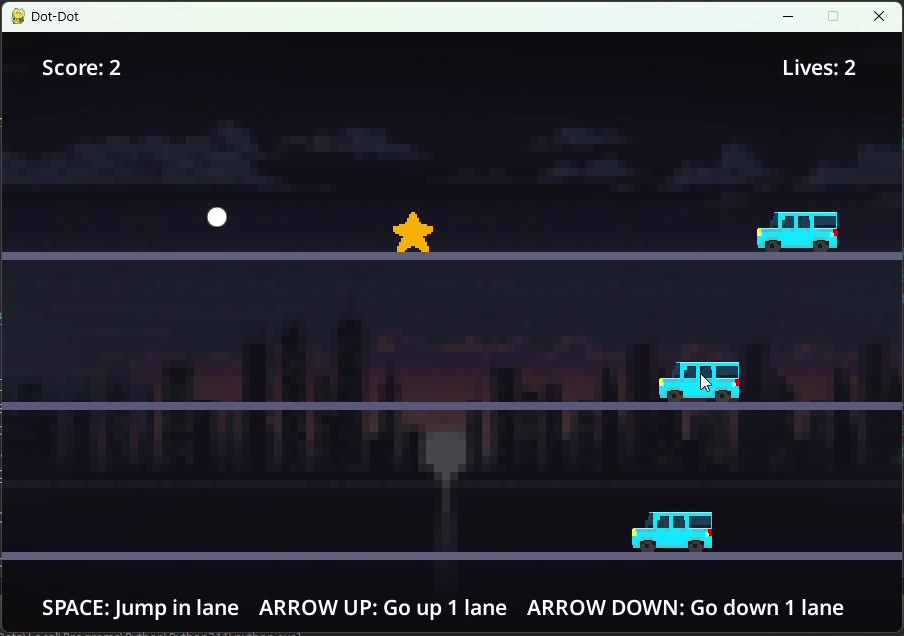 Dot-Dot
Score: 2
Lives: 2
SPACE: Jump in lane ARROW UP: Go up 1 lane ARROW DOWN: Go down 1 lane